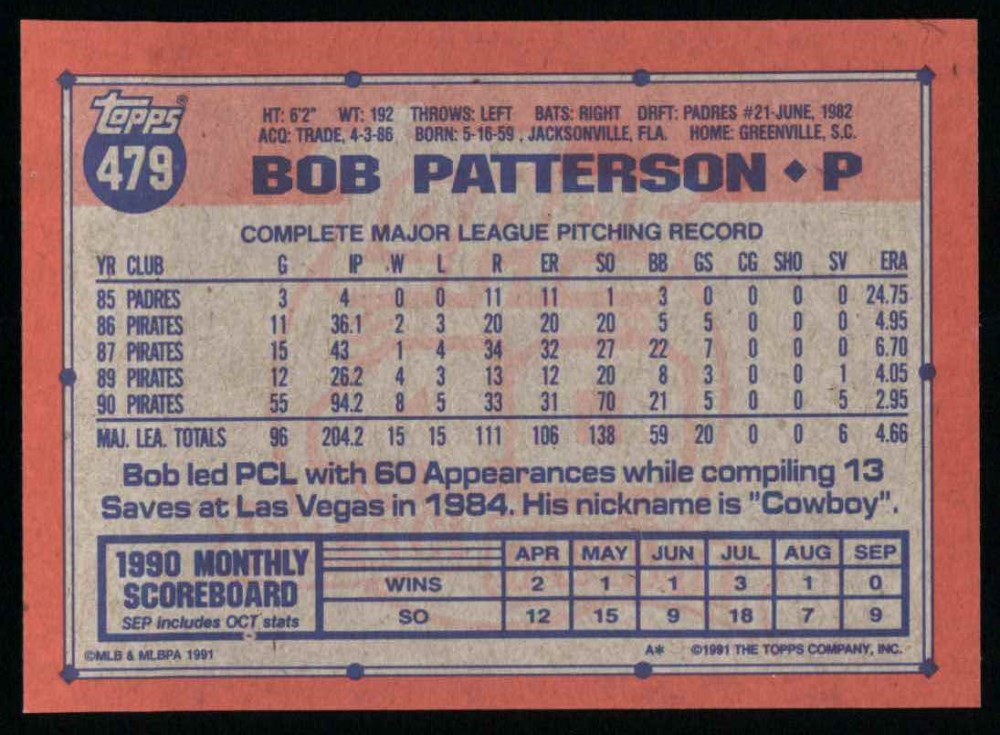 Topps®
479
HT: 6'2" WT: 192 THROWS: LEFT BATS: RIGHT DRFT: PADRES #21-JUNE, 1982
ACQ: TRADE, 4-3-86 BORN: 5-16-59 , JACKSONVILLE, FLA. HOME: GREENVILLE, S.C.
BOB PATTERSON ♦ P
COMPLETE MAJOR LEAGUE PITCHING RECORD
YR CLUB G IP W L R ER SO BB GS CG SHO SV ERA
85 PADRES 3 4 0 0 11 11 1 3 0 0 0 0 24.75
86 PIRATES 11 36.1 2 3 20 20 20 5 5 0 0 0 4.95
87 PIRATES 15 43 1 4 34 32 27 22 7 0 0 0 6.70
89 PIRATES 12 26.2 4 3 13 12 20 8 3 0 0 1 4.05
90 PIRATES 55 94.2 8 5 33 31 70 21 5 0 0 5 2.95
MAJ. LEA. TOTALS 96 204.2 15 15 111 106 138 59 20 0 0 6 4.66
Bob led PCL with 60 Appearances while compiling 13
Saves at Las Vegas in 1984. His nickname is "Cowboy".
1990 MONTHLY
SCOREBOARD
SEP includes OCT stats
APR MAY JUN JUL AUG SEP
WINS 2 1 1 3 1 0
SO 12 15 9 18 7 9
©MLB & MLBPA 1991 A* ©1991 THE TOPPS COMPANY, INC.